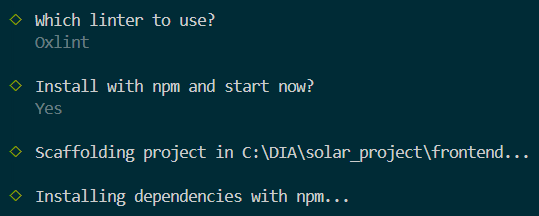 Which linter to use?
Oxlint
Install with npm and start now?
Yes
Scaffolding project in C:\DIA\solar_project\frontend...
Installing dependencies with npm...